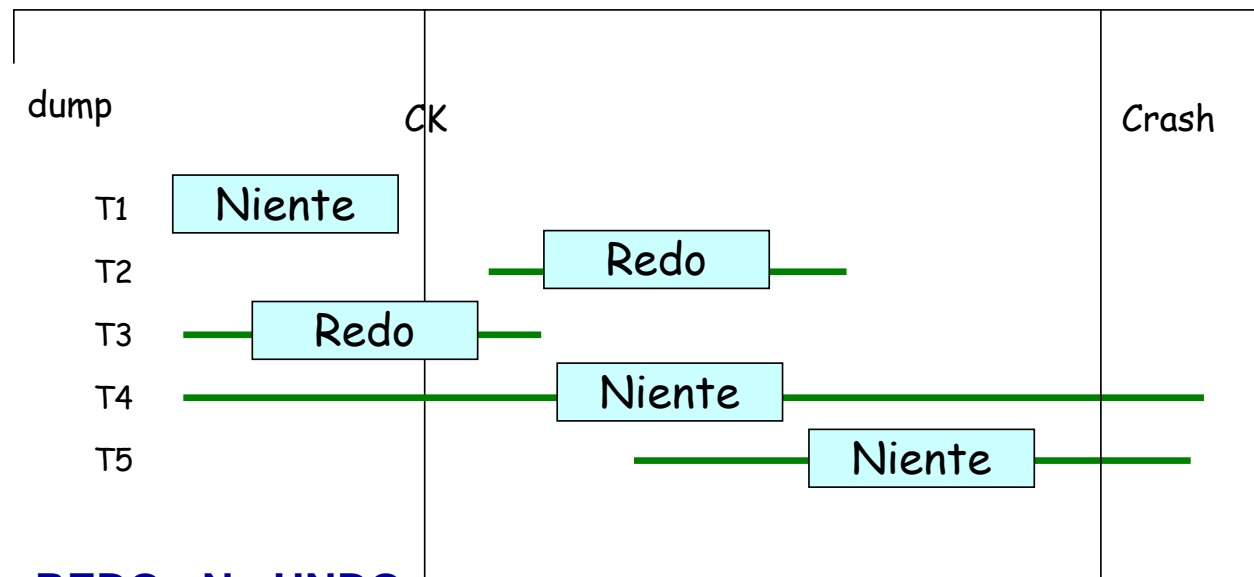 dump
CK
Crash
T1 Niente
T2 Redo
T3 Redo
T4 Niente
T5 Niente